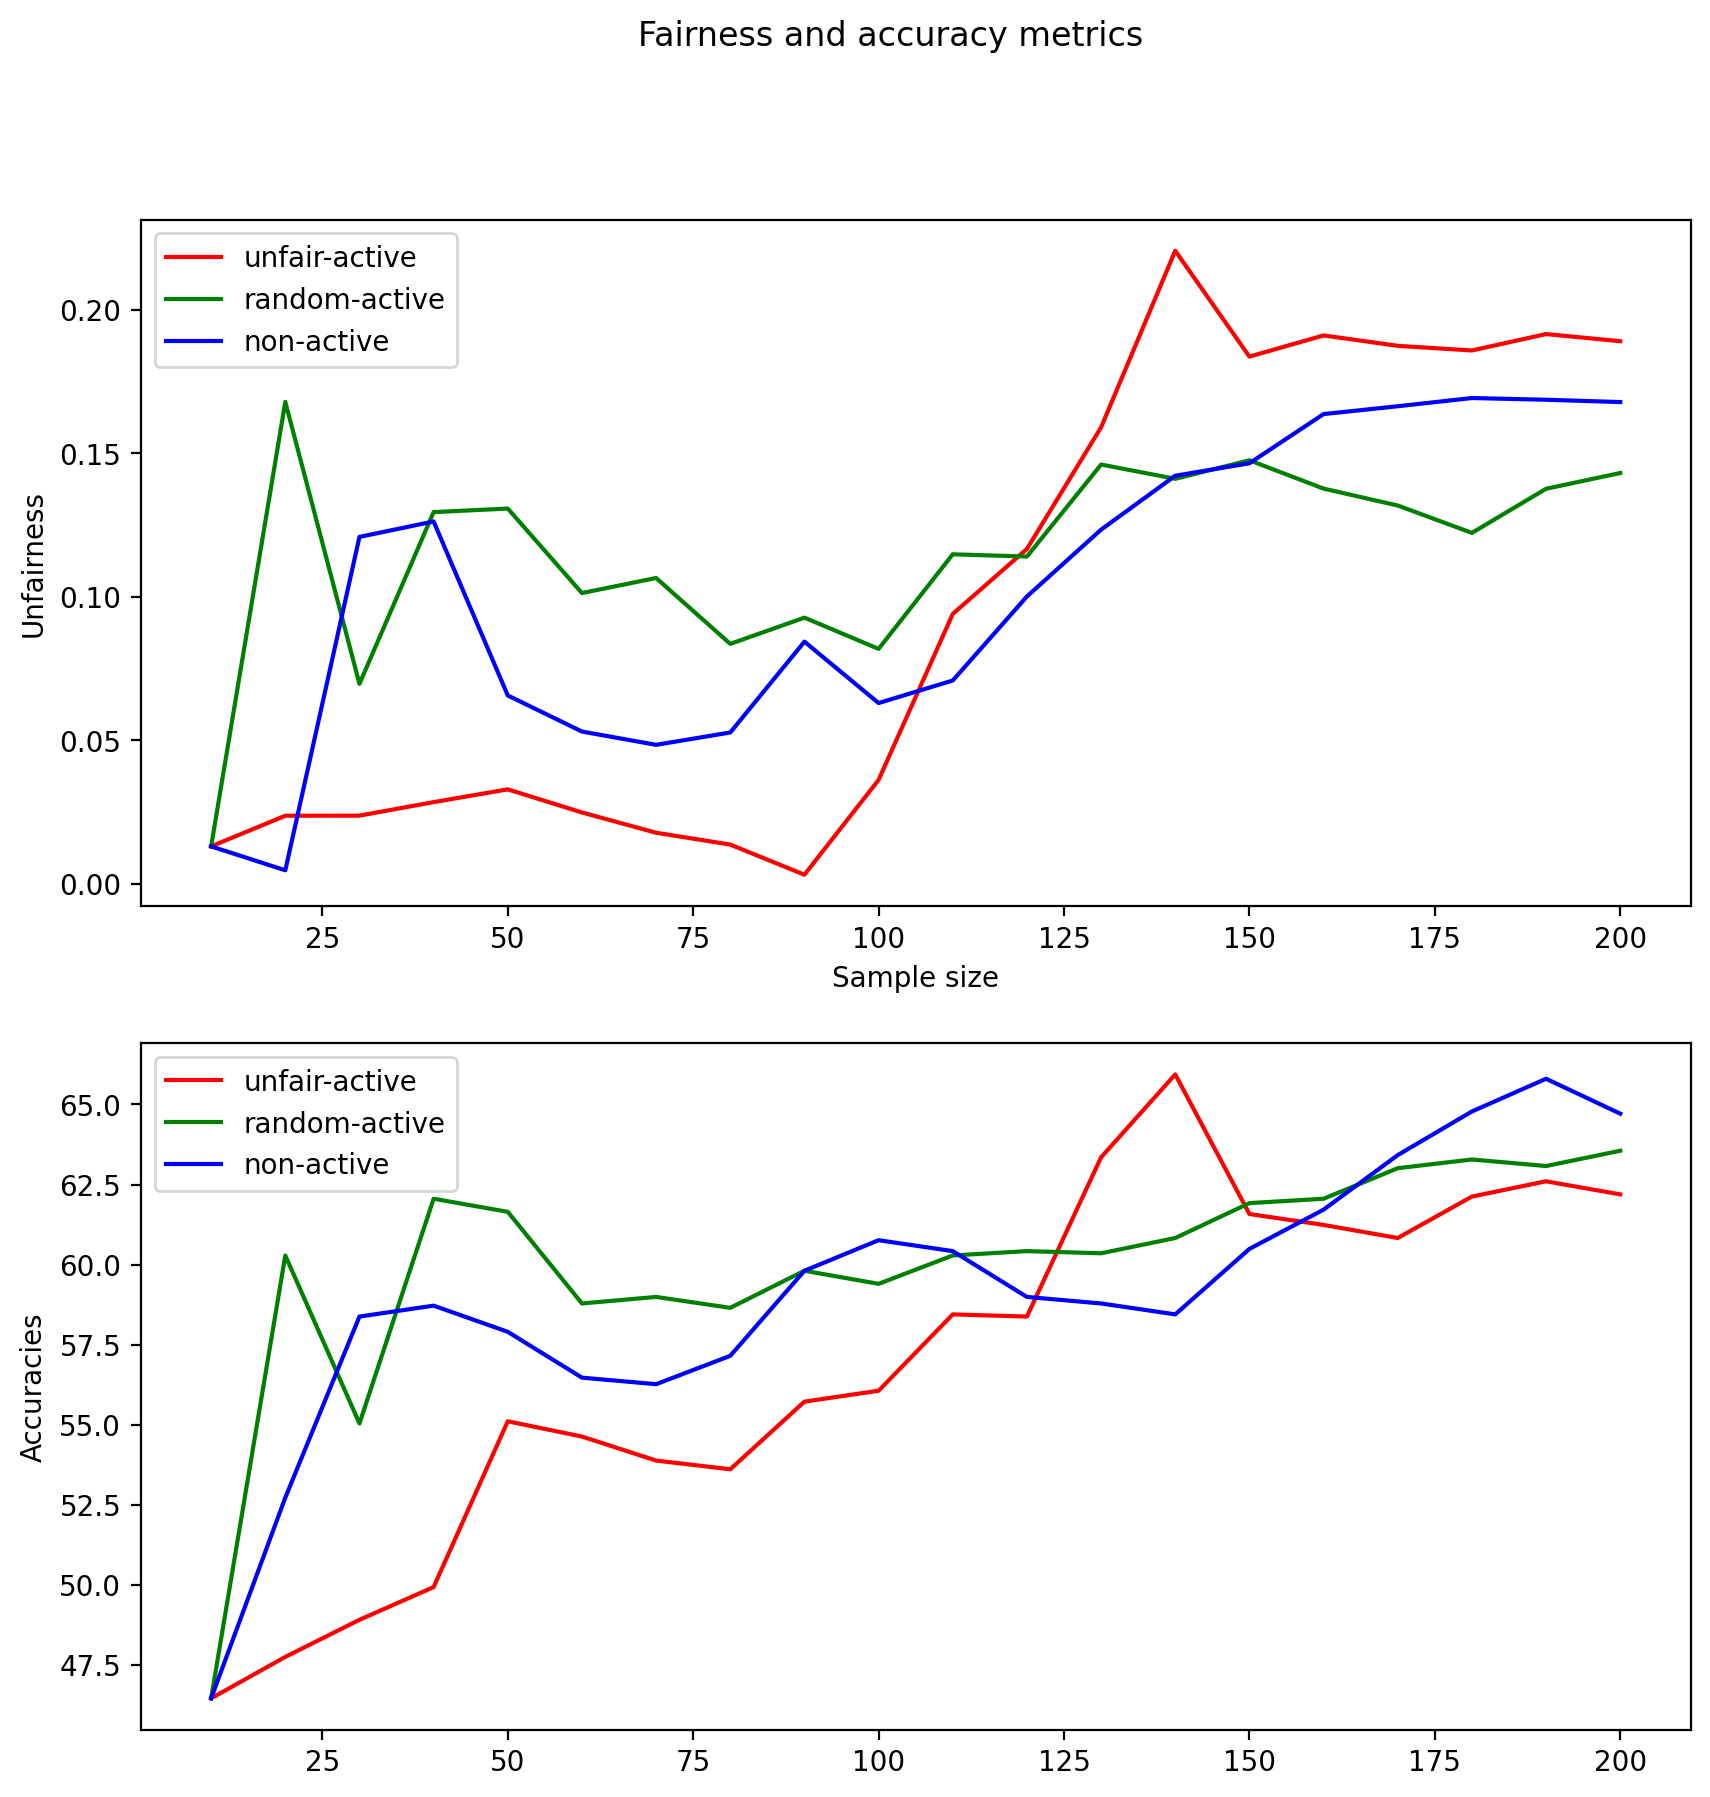 Fairness and accuracy metrics
unfair-active
random-active
non-active
0.20
0.15
0.10
0.05
0.00
Unfairness
25 50 75 100 125 150 175 200
Sample size
unfair-active
random-active
non-active
65.0
62.5
60.0
57.5
55.0
52.5
50.0
47.5
Accuracies
25 50 75 100 125 150 175 200